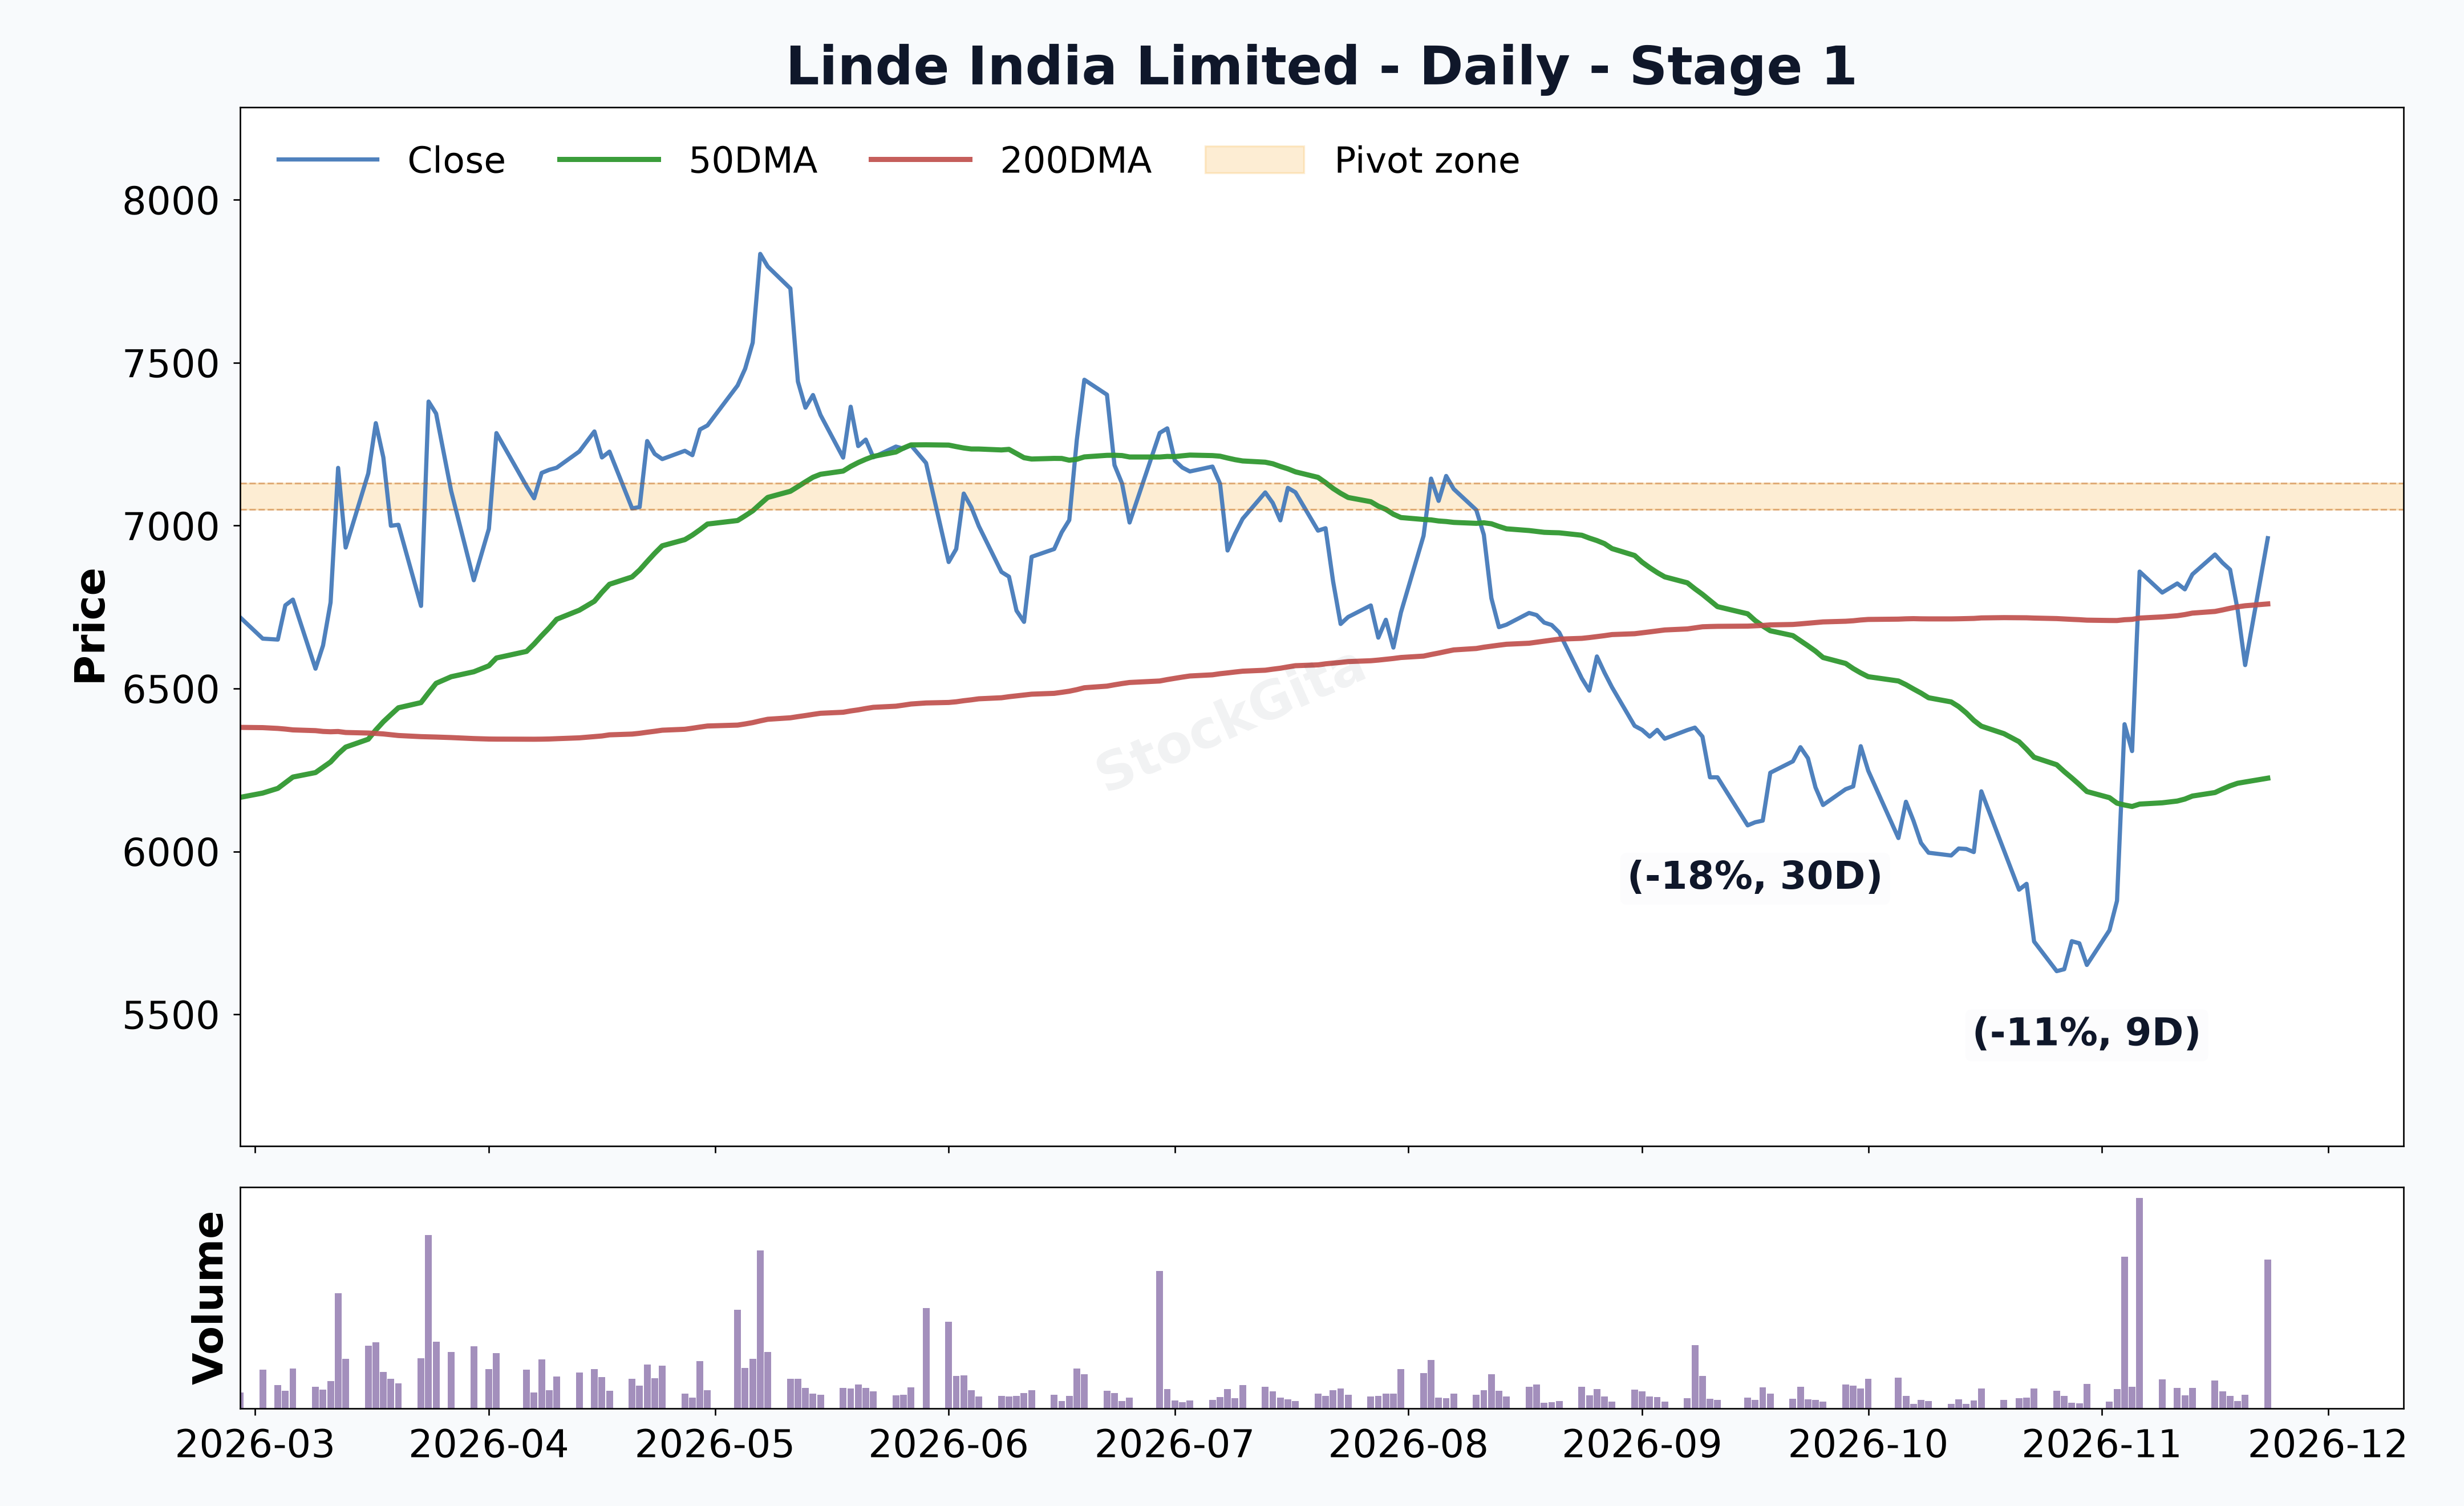 Linde India Limited - Daily - Stage 1
Close 50DMA 200DMA Pivot zone
8000
7500
7000
6500
6000
5500
Price
StockGita
(-18%, 30D)
(-11%, 9D)
Volume
2026-03 2026-04 2026-05 2026-06 2026-07 2026-08 2026-09 2026-10 2026-11 2026-12